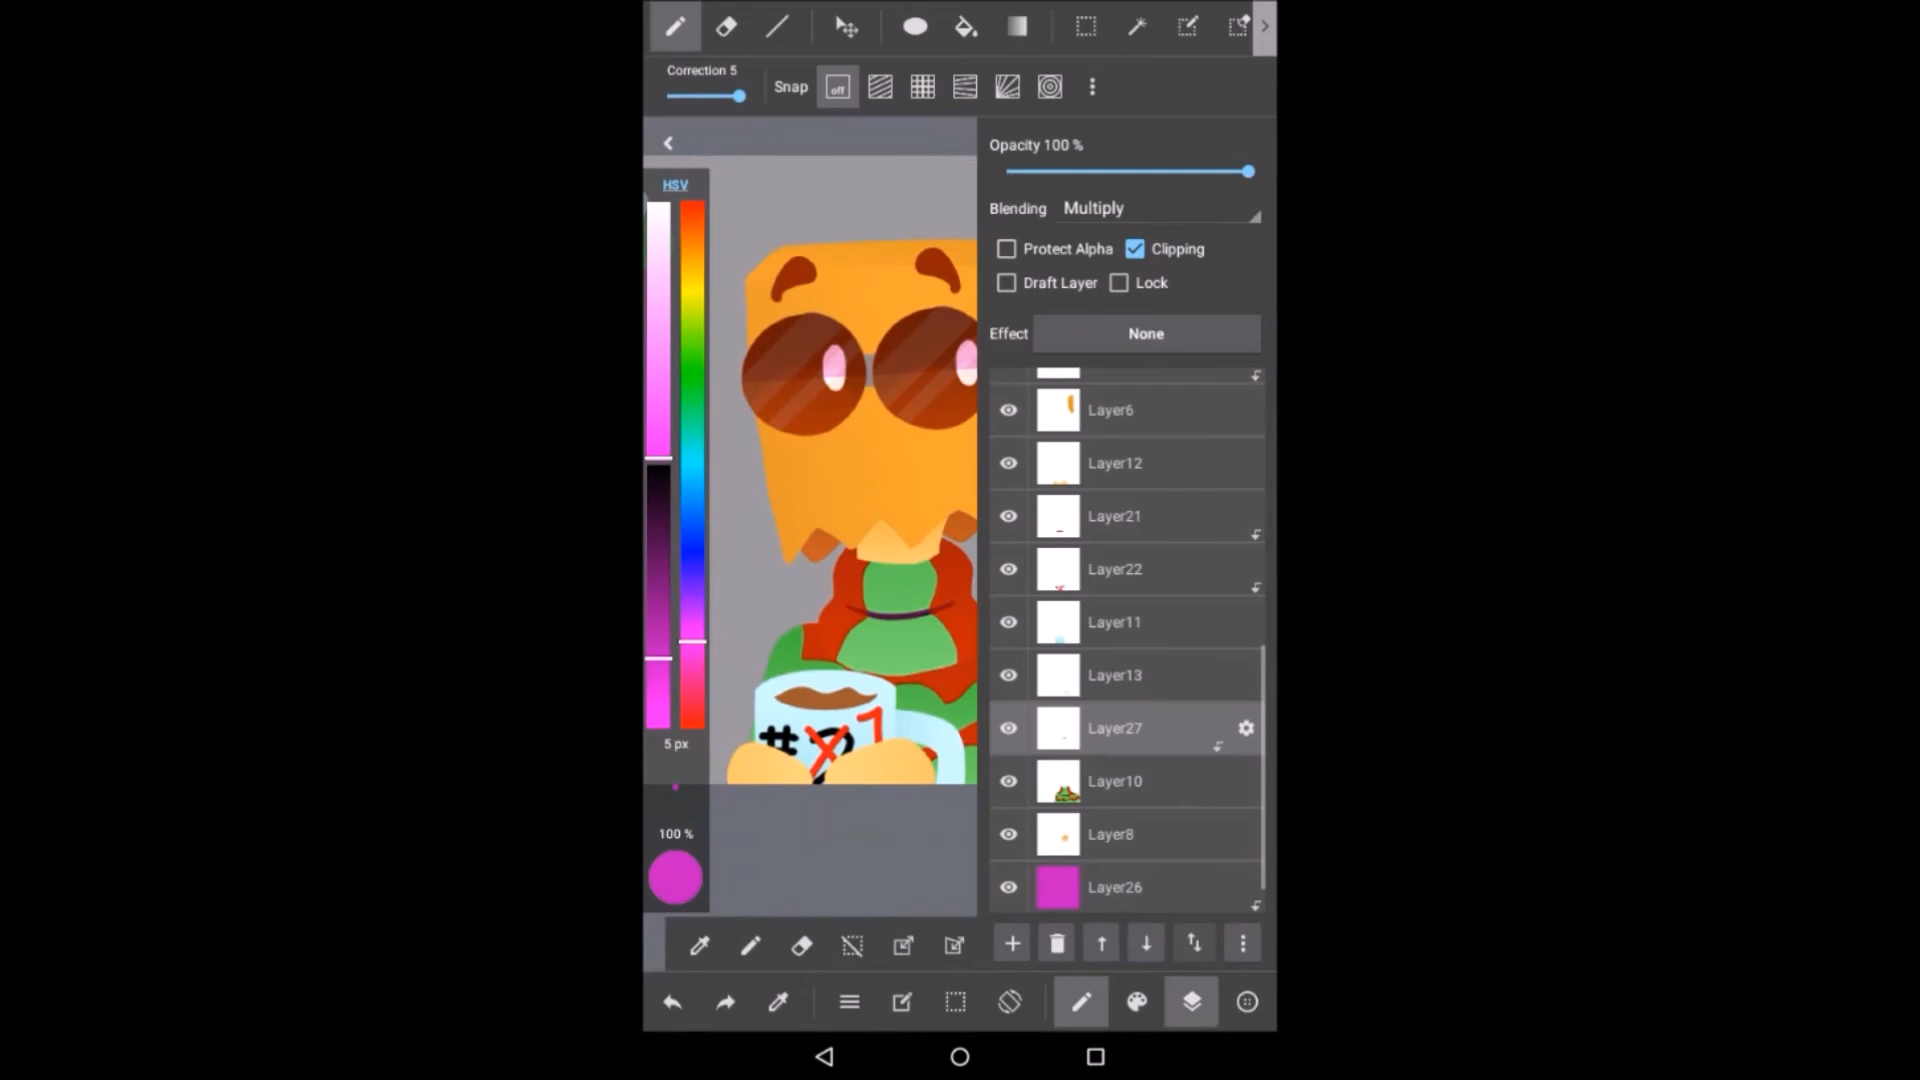 Correction 5
Snap
off
Opacity 100 %
HSV
Blending Multiply
Protect Alpha Clipping
Draft Layer Lock
Effect None
Layer6
Layer12
Layer21
Layer22
Layer11
Layer13
Layer27
Layer10
Layer8
Layer26
#21
5 px
100 %